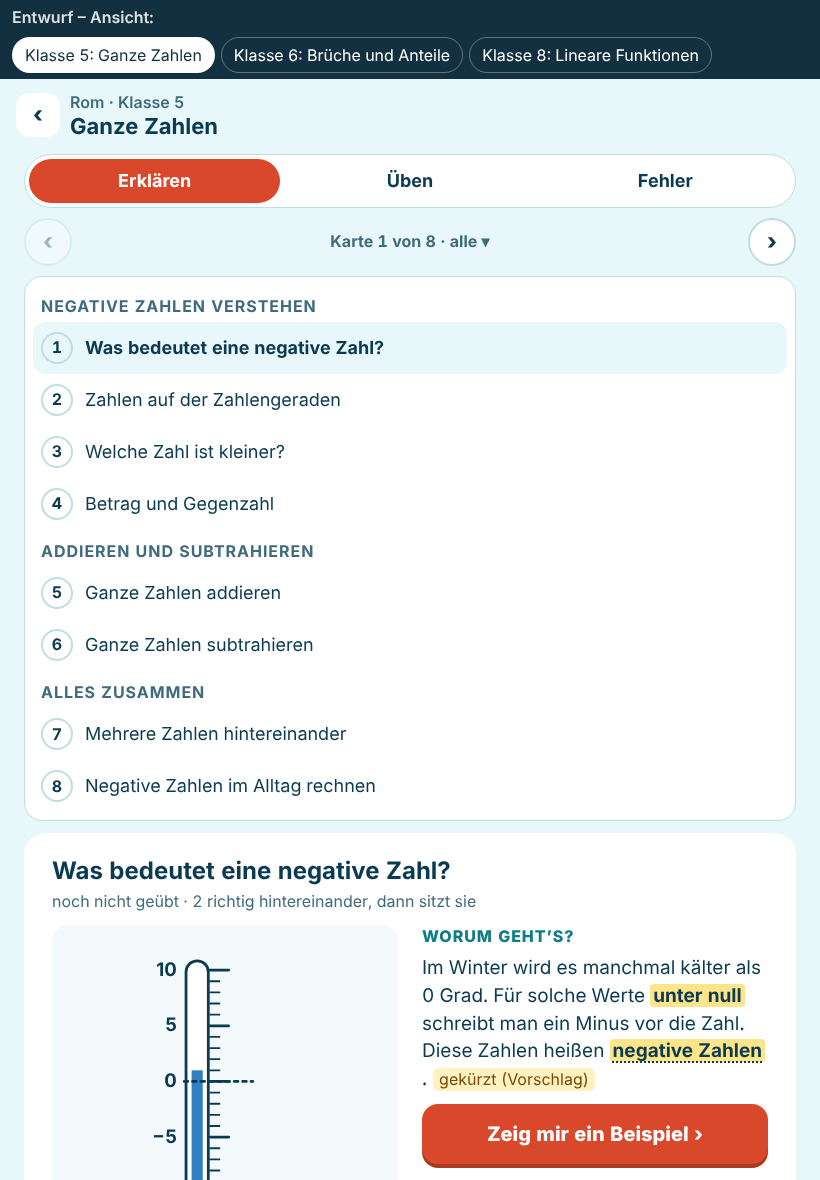 Entwurf – Ansicht:
Klasse 5: Ganze Zahlen
Klasse 6: Brüche und Anteile
Klasse 8: Lineare Funktionen
Rom · Klasse 5
Ganze Zahlen
Erklären
Üben
Fehler
Karte 1 von 8 · alle ▾
NEGATIVE ZAHLEN VERSTEHEN
1 Was bedeutet eine negative Zahl?
2 Zahlen auf der Zahlengeraden
3 Welche Zahl ist kleiner?
4 Betrag und Gegenzahl
ADDIEREN UND SUBTRAHIEREN
5 Ganze Zahlen addieren
6 Ganze Zahlen subtrahieren
ALLES ZUSAMMEN
7 Mehrere Zahlen hintereinander
8 Negative Zahlen im Alltag rechnen
Was bedeutet eine negative Zahl?
noch nicht geübt · 2 richtig hintereinander, dann sitzt sie
10
5
0
−5
WORUM GEHT’S?
Im Winter wird es manchmal kälter als
0 Grad. Für solche Werte unter null
schreibt man ein Minus vor die Zahl.
Diese Zahlen heißen negative Zahlen
. gekürzt (Vorschlag)
Zeig mir ein Beispiel ›